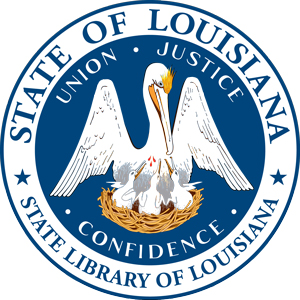 STATE OF LOUISIANA
UNION · JUSTICE
· CONFIDENCE ·
★ STATE LIBRARY OF LOUISIANA ★